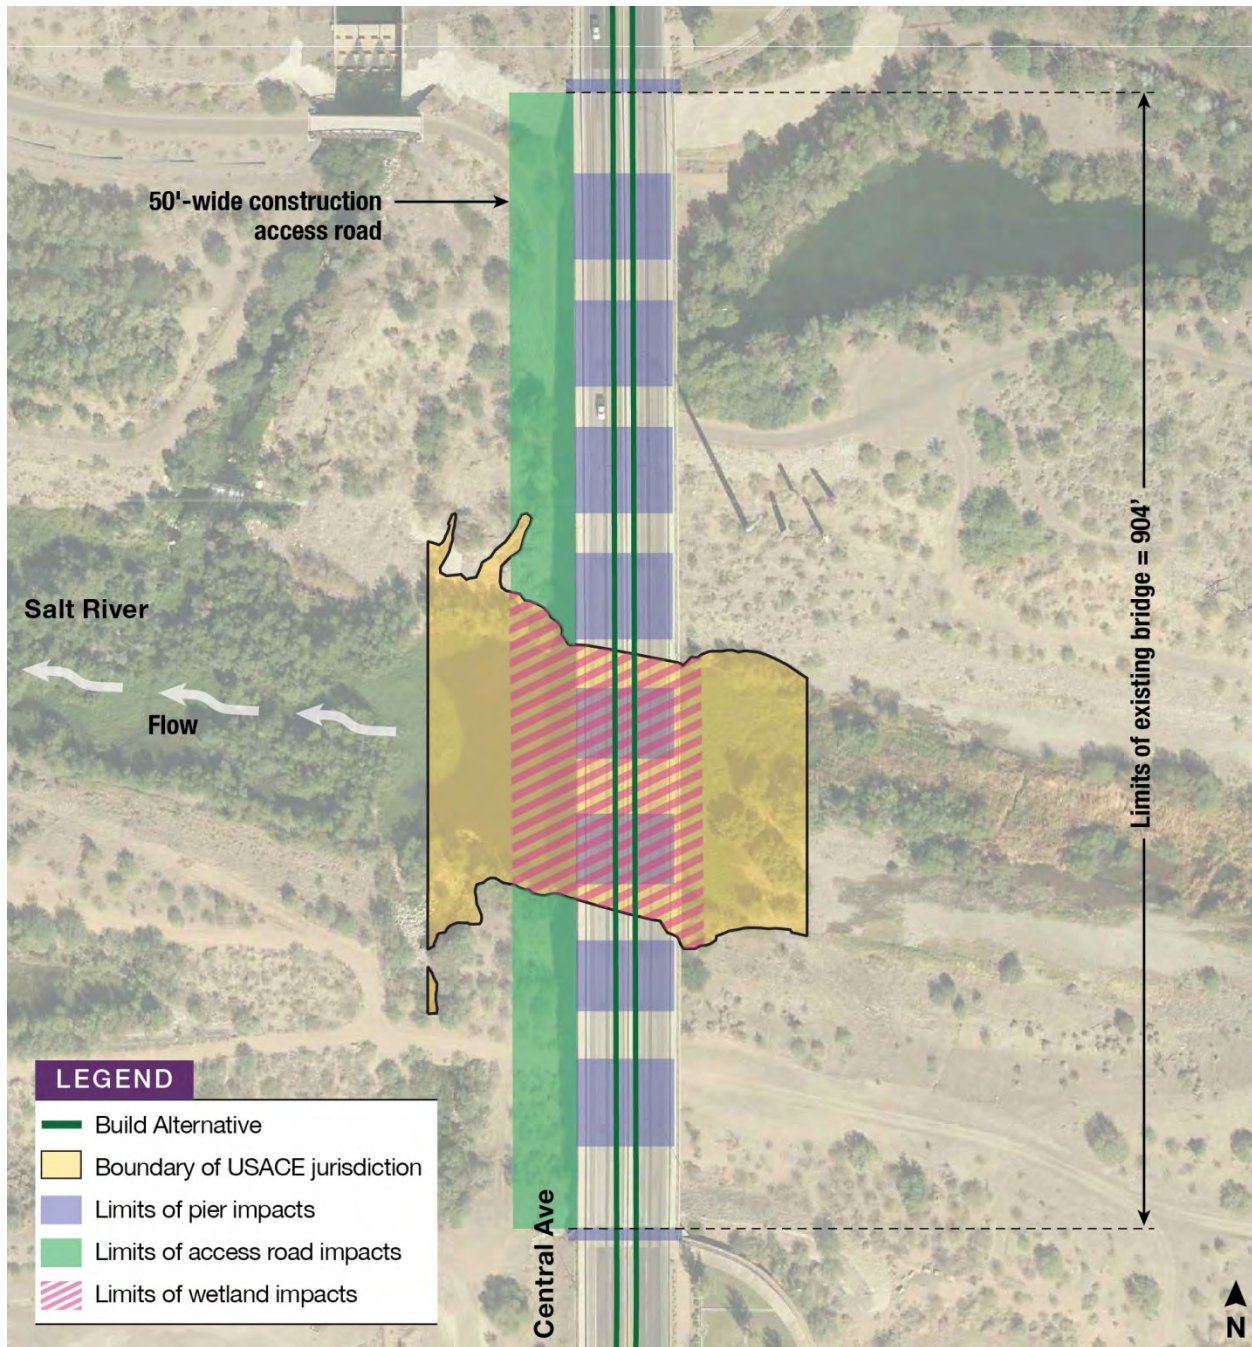 50'-wide construction
access road
Limits of existing bridge = 904'
Salt River
Flow
LEGEND
Build Alternative
Boundary of USACE jurisdiction
Limits of pier impacts
Limits of access road impacts
Limits of wetland impacts
Central Ave
N